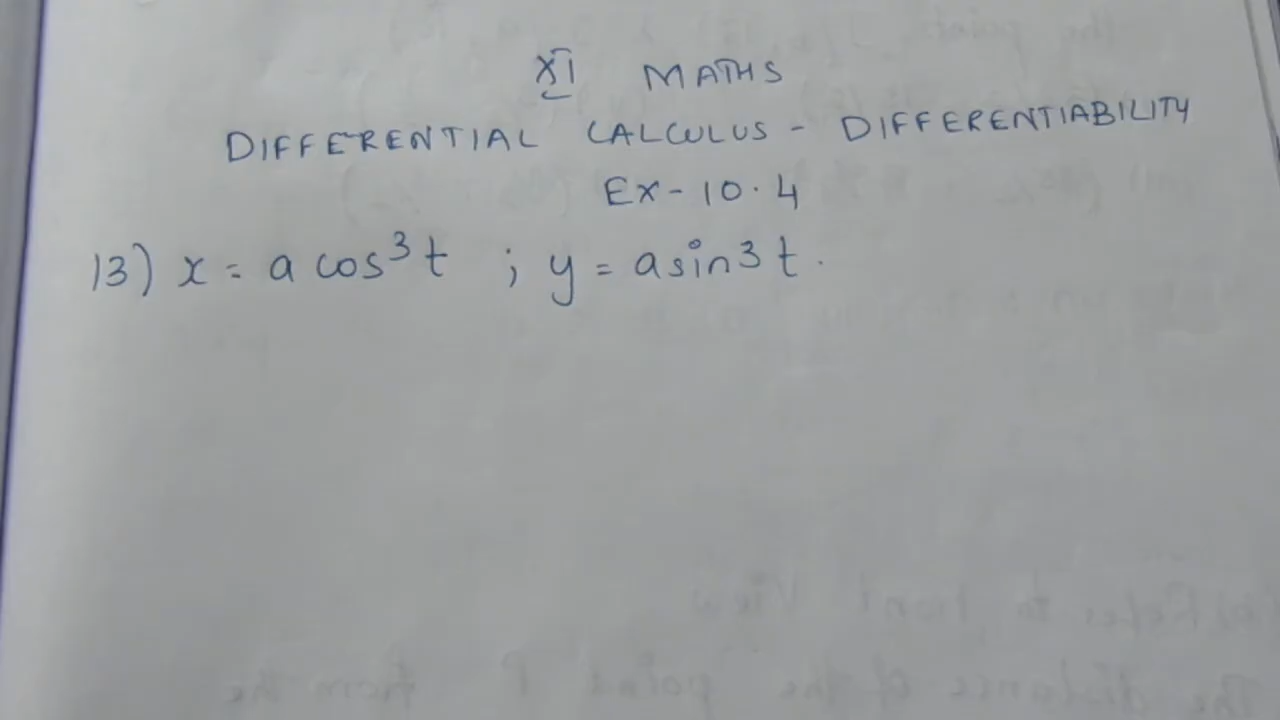 XI MATHS
DIFFERENTIAL CALCULUS - DIFFERENTIABILITY
Ex - 10.4
13) x = a cos³t ; y = a sin3t.